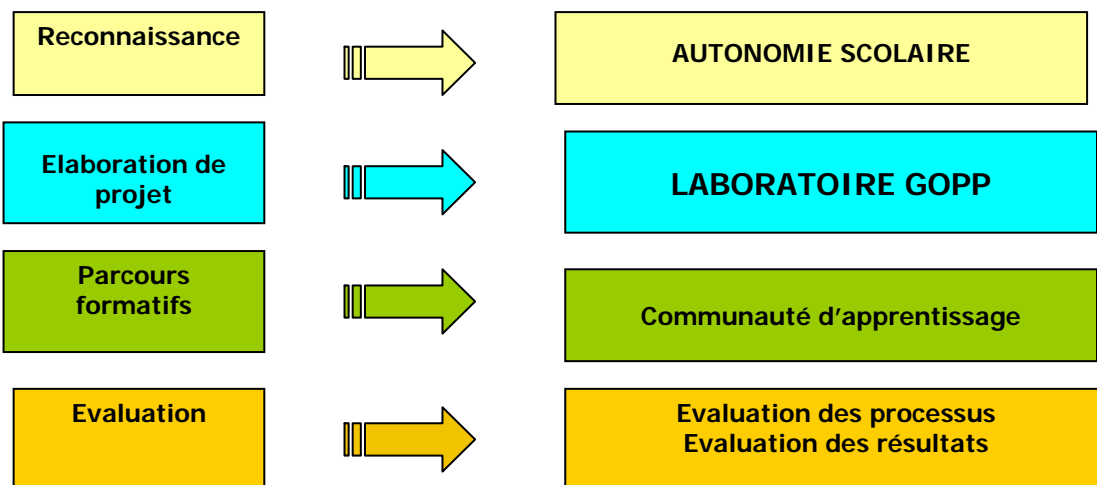 Reconnaissance
AUTONOMIE SCOLAIRE
Elaboration de
projet
LABORATOIRE GOPP
Parcours
formatifs
Communauté d’apprentissage
Evaluation
Evaluation des processus
Evaluation des résultats